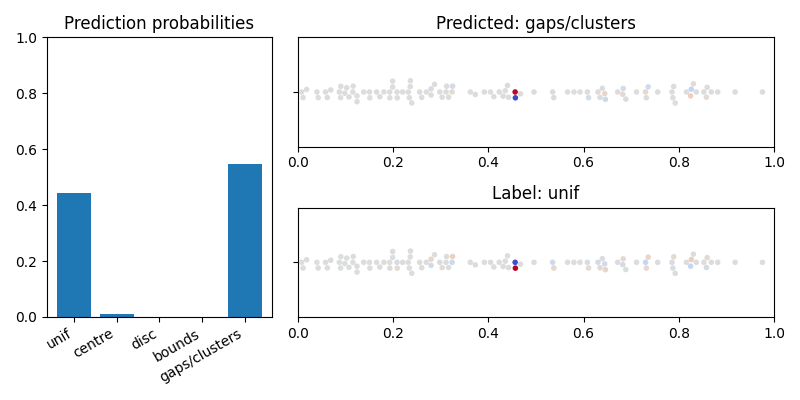 Prediction probabilities
1.0
0.8
0.6
0.4
0.2
0.0
unif
centre
disc
bounds
gaps/clusters
Predicted: gaps/clusters
0.0 0.2 0.4 0.6 0.8 1.0
Label: unif
0.0 0.2 0.4 0.6 0.8 1.0